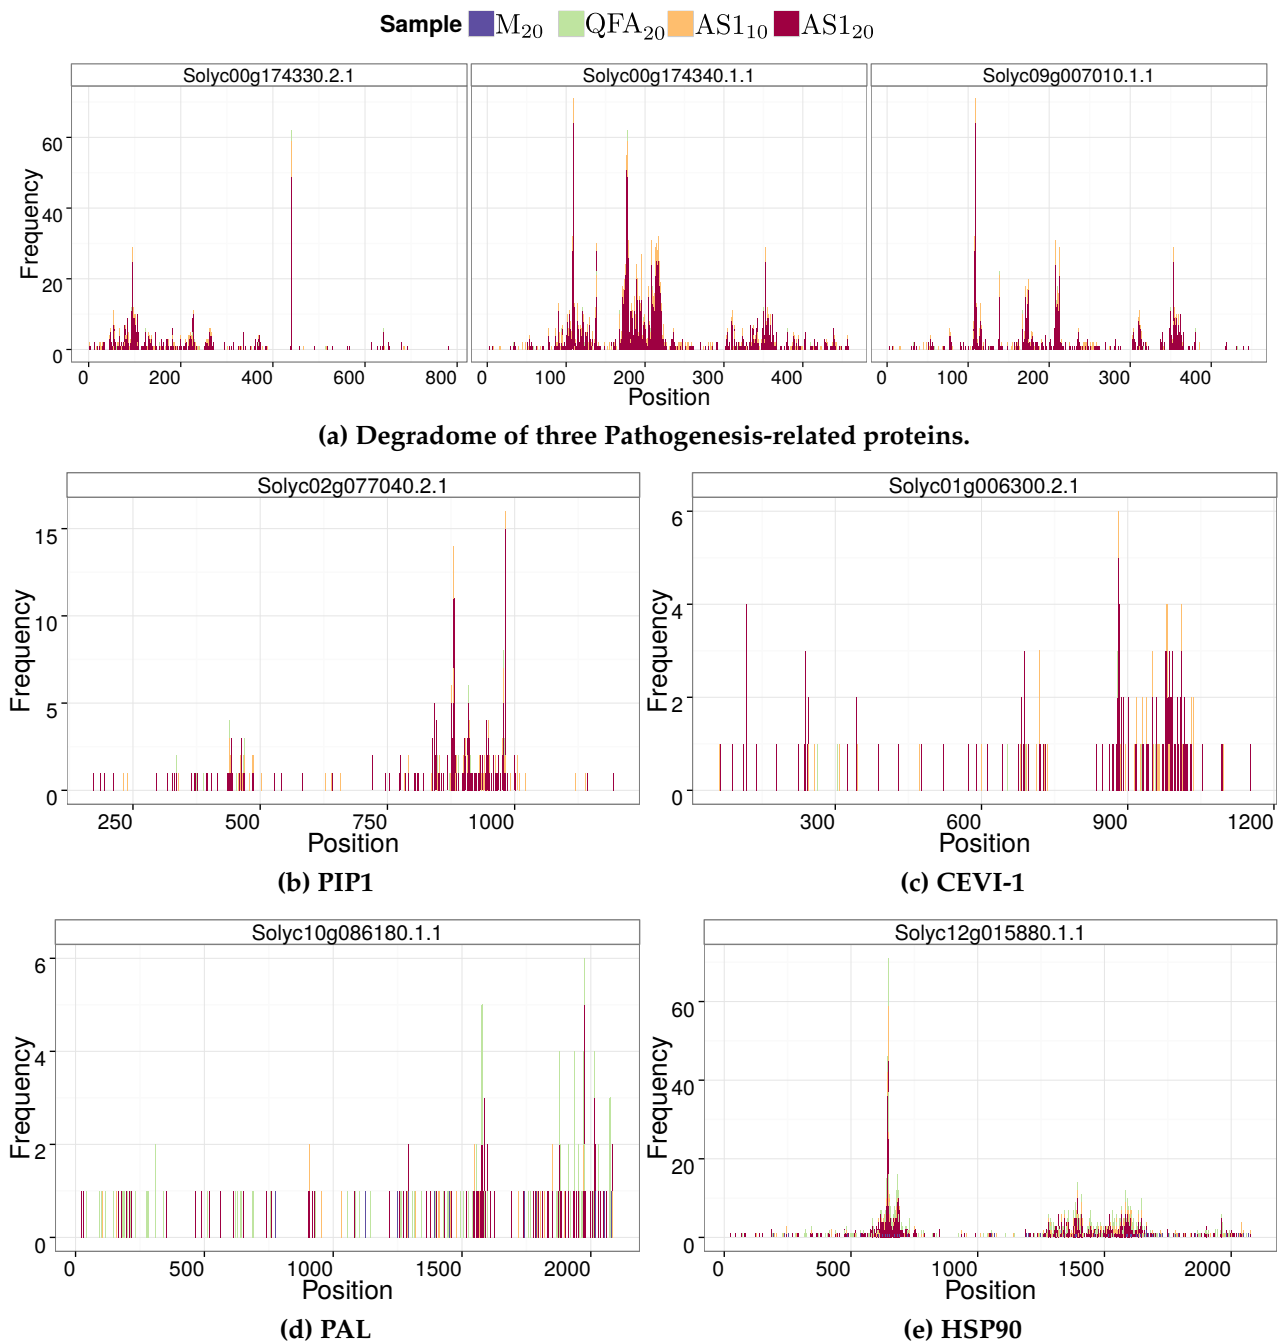 Sample M20 QFA20 AS110 AS120
Solyc00g174330.2.1 Solyc00g174340.1.1 Solyc09g007010.1.1
Frequency
60
40
20
0
0 200 400 600 800 0 100 200 300 400 0 100 200 300 400
Position
(a) Degradome of three Pathogenesis-related proteins.
Solyc02g077040.2.1 Solyc01g006300.2.1
Frequency
15
10
5
0
250 500 750 1000
Position
Frequency
6
4
2
0
300 600 900 1200
Position
(b) PIP1 (c) CEVI-1
Solyc10g086180.1.1 Solyc12g015880.1.1
Frequency
6
4
2
0
0 500 1000 1500 2000
Position
Frequency
60
40
20
0
0 500 1000 1500 2000
Position
(d) PAL (e) HSP90